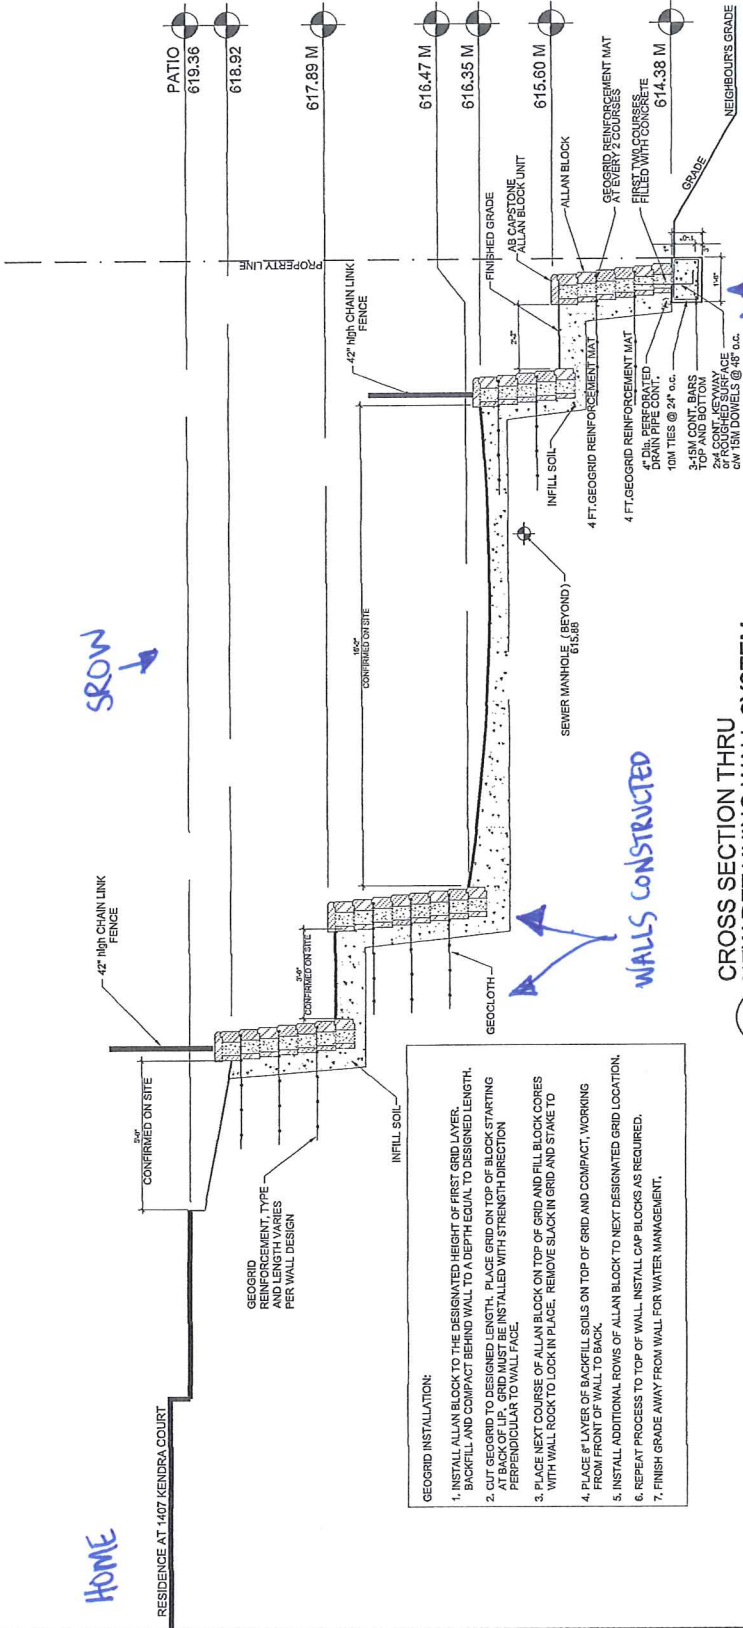 HOME
SROW
WALLS CONSTRUCTED
RESIDENCE AT 1407 KENDRA COURT
PATIO
619.36
618.92
617.89 M
616.47 M
616.35 M
615.60 M
614.38 M
42" high CHAIN LINK
FENCE
5'-0"
CONFIRMED ON SITE
GEOGRID
REINFORCEMENT, TYPE
AND LENGTH VARIES
PER WALL DESIGN
INFILL SOIL
3'-0"
CONFIRMED ON SITE
GEOCLOTH
CONFIRMED ON SITE
SEWER MANHOLE (BEYOND)
615.88
42" high CHAIN LINK
FENCE
PROPERTY LINE
INFILL SOIL
FINISHED GRADE
AB CAPSTONE
ALLAN BLOCK UNIT
ALLAN BLOCK
GEOGRID REINFORCEMENT MAT
AT EVERY 2 COURSES
FIRST TWO COURSES
FILLED WITH CONCRETE
4 FT. GEOGRID REINFORCEMENT MAT
4 FT. GEOGRID REINFORCEMENT MAT
4" Dia. PERFORATED
DRAIN PIPE CONT.
10M TIES @ 24" o.c.
3-15M CONT. BARS
TOP AND BOTTOM
2x4 CONT. KEYWAY
or ROUGHED SURFACE
c/w 15M DOWELS @ 48" o.c.
GRADE
NEIGHBOUR'S GRADE
GEOGRID INSTALLATION:
1. INSTALL ALLAN BLOCK TO THE DESIGNATED HEIGHT OF FIRST GRID LAYER.
BACKFILL AND COMPACT BEHIND WALL TO A DEPTH EQUAL TO DESIGNED LENGTH.
2. CUT GEOGRID TO DESIGNED LENGTH. PLACE GRID ON TOP OF BLOCK STARTING
AT BACK OF LIP. GRID MUST BE INSTALLED WITH STRENGTH DIRECTION
PERPENDICULAR TO WALL FACE.
3. PLACE NEXT COURSE OF ALLAN BLOCK ON TOP OF GRID AND FILL BLOCK CORES
WITH WALL ROCK TO LOCK IN PLACE. REMOVE SLACK IN GRID AND STAKE TO
4. PLACE 8" LAYER OF BACKFILL SOILS ON TOP OF GRID AND COMPACT, WORKING
FROM FRONT OF WALL TO BACK.
5. INSTALL ADDITIONAL ROWS OF ALLAN BLOCK TO NEXT DESIGNATED GRID LOCATION.
6. REPEAT PROCESS TO TOP OF WALL. INSTALL CAP BLOCKS AS REQUIRED.
7. FINISH GRADE AWAY FROM WALL FOR WATER MANAGEMENT.
CROSS SECTION THRU